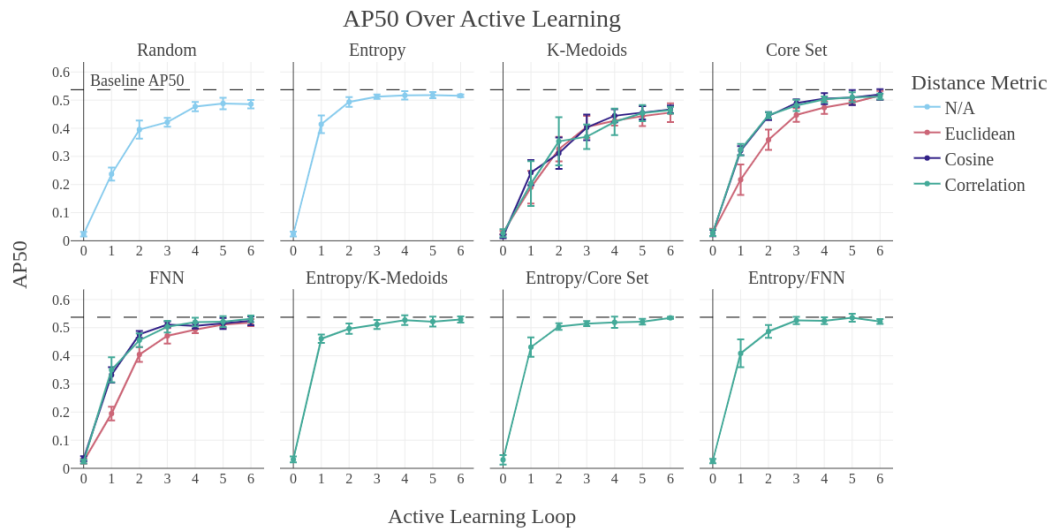 AP50 Over Active Learning
Random
Entropy
K-Medoids
Core Set
Baseline AP50
0.6
0.5
0.4
0.3
0.2
0.1
0
0 1 2 3 4 5 6
0 1 2 3 4 5 6
0 1 2 3 4 5 6
0 1 2 3 4 5 6
Distance Metric
N/A
Euclidean
Cosine
Correlation
AP50
FNN
Entropy/K-Medoids
Entropy/Core Set
Entropy/FNN
0.6
0.5
0.4
0.3
0.2
0.1
0
0 1 2 3 4 5 6
0 1 2 3 4 5 6
0 1 2 3 4 5 6
0 1 2 3 4 5 6
Active Learning Loop